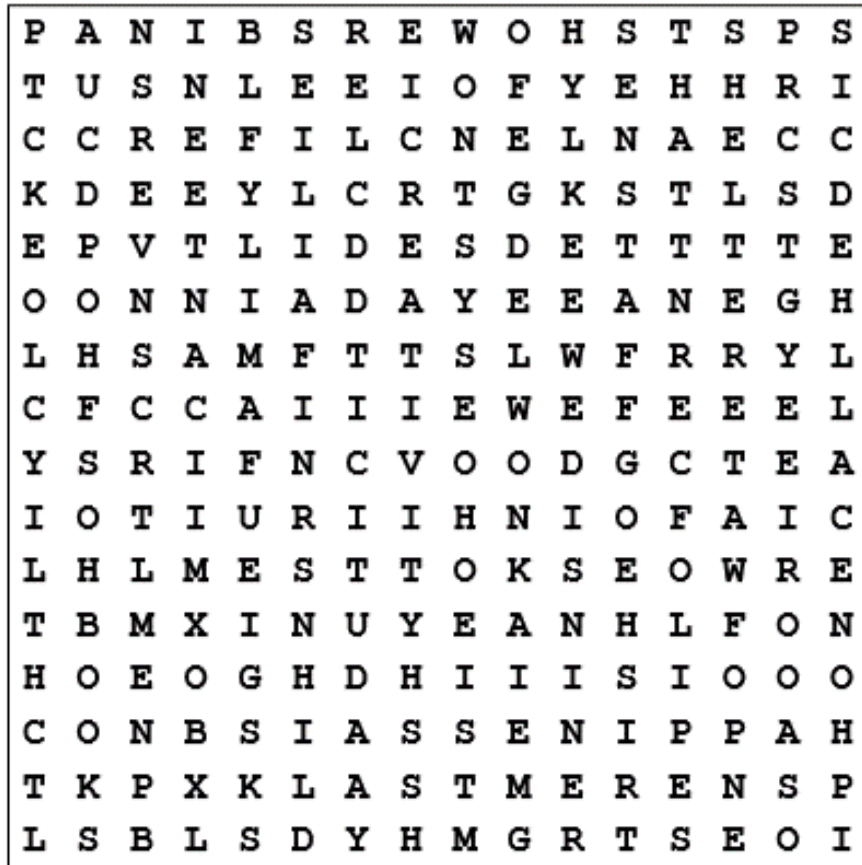 P A N I B S R E W O H S T S P S
T U S N L E E I O F Y E H H R I
C C R E F I L C N E L N A E C C
K D E E Y L C R T G K S T L S D
E P V T L I D E S D E T T T T E
O O N N I A D A Y E E A N E G H
L H S A M F T T S L W F R R Y L
C F C C A I I I E W E F E E E L
Y S R I F N C V O O D G C T E A
I O T I U R I I H N I O F A I C
L H L M E S T T O K S E O W R E
T B M X I N U Y E A N H L F O N
H O E O G H D H I I I S I O O O
C O N B S I A S S E N I P P A H
T K P X K L A S T M E R E N S P
L S B L S D Y H M G R T S E O I